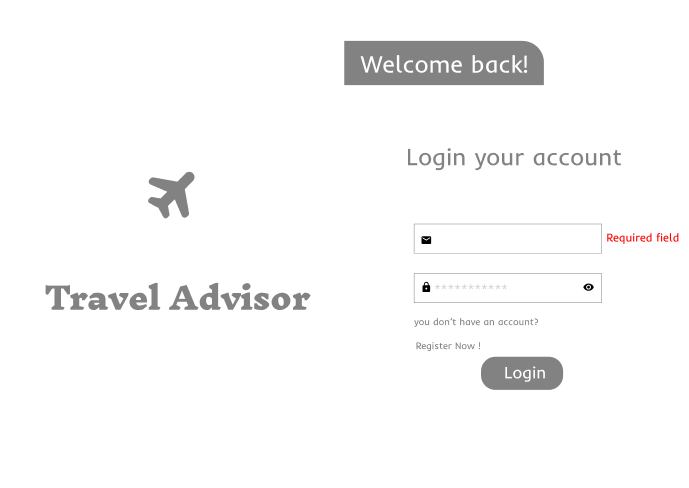 Welcome back!
Login your account
Required field
***********
Travel Advisor
you don't have an account?
Register Now !
Login